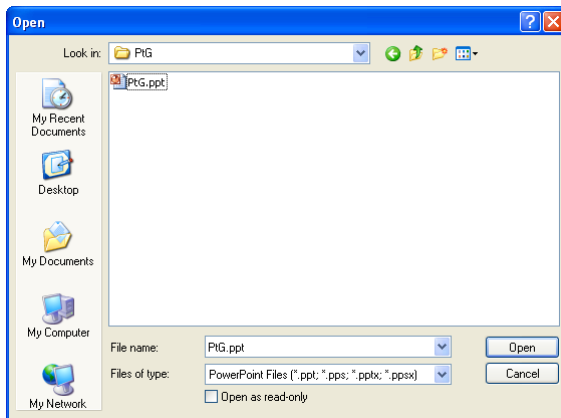 Open
Look in: PtG
PtG.ppt
My Recent
Documents
Desktop
My Documents
My Computer
My Network
File name: PtG.ppt Open
Files of type: PowerPoint Files (*.ppt; *.pps; *.pptx; *.ppsx) Cancel
Open as read-only